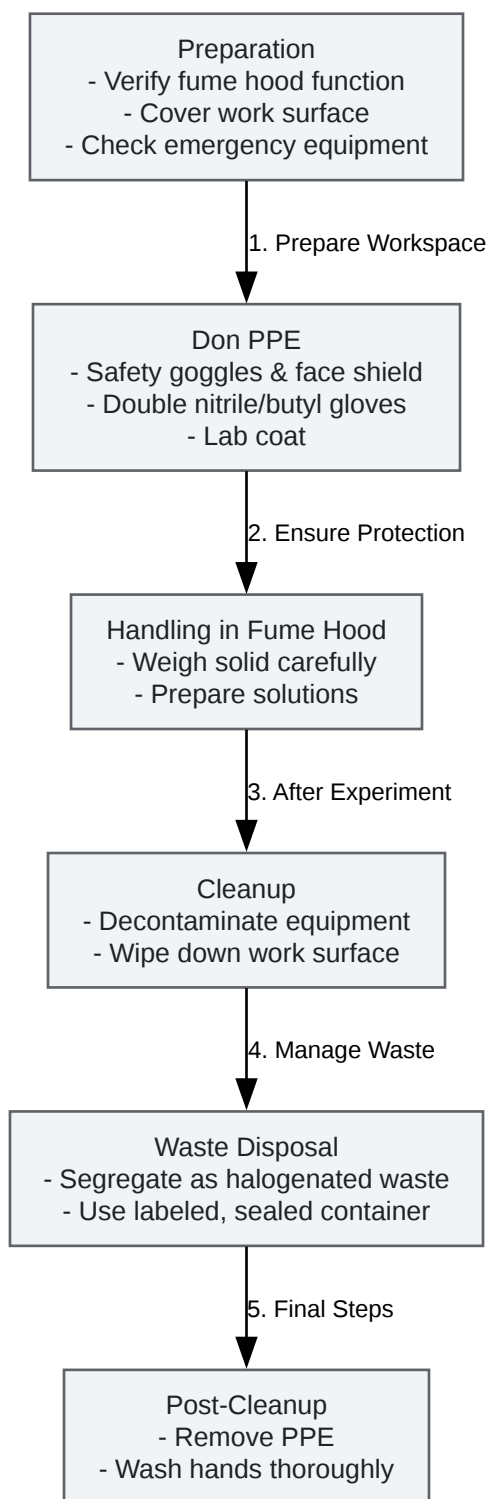 Preparation
- Verify fume hood function
- Cover work surface
- Check emergency equipment
1. Prepare Workspace
Don PPE
- Safety goggles & face shield
- Double nitrile/butyl gloves
- Lab coat
2. Ensure Protection
Handling in Fume Hood
- Weigh solid carefully
- Prepare solutions
3. After Experiment
Cleanup
- Decontaminate equipment
- Wipe down work surface
4. Manage Waste
Waste Disposal
- Segregate as halogenated waste
- Use labeled, sealed container
5. Final Steps
Post-Cleanup
- Remove PPE
- Wash hands thoroughly